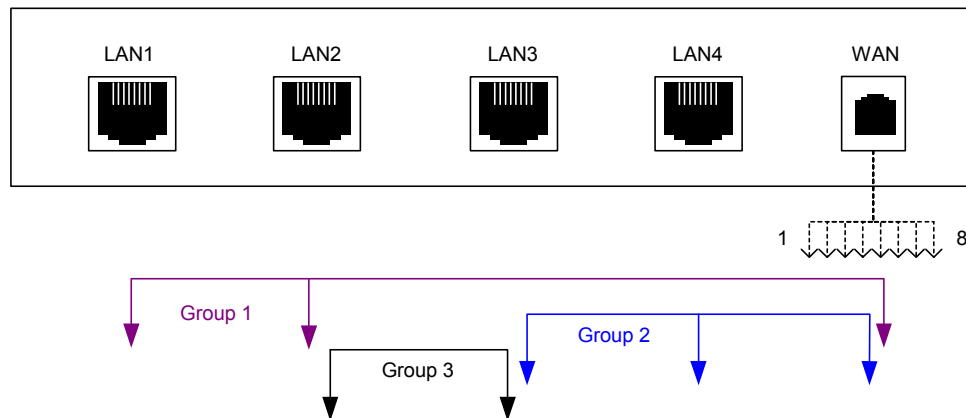 LAN1 LAN2 LAN3 LAN4 WAN
1 8
Group 1
Group 2
Group 3